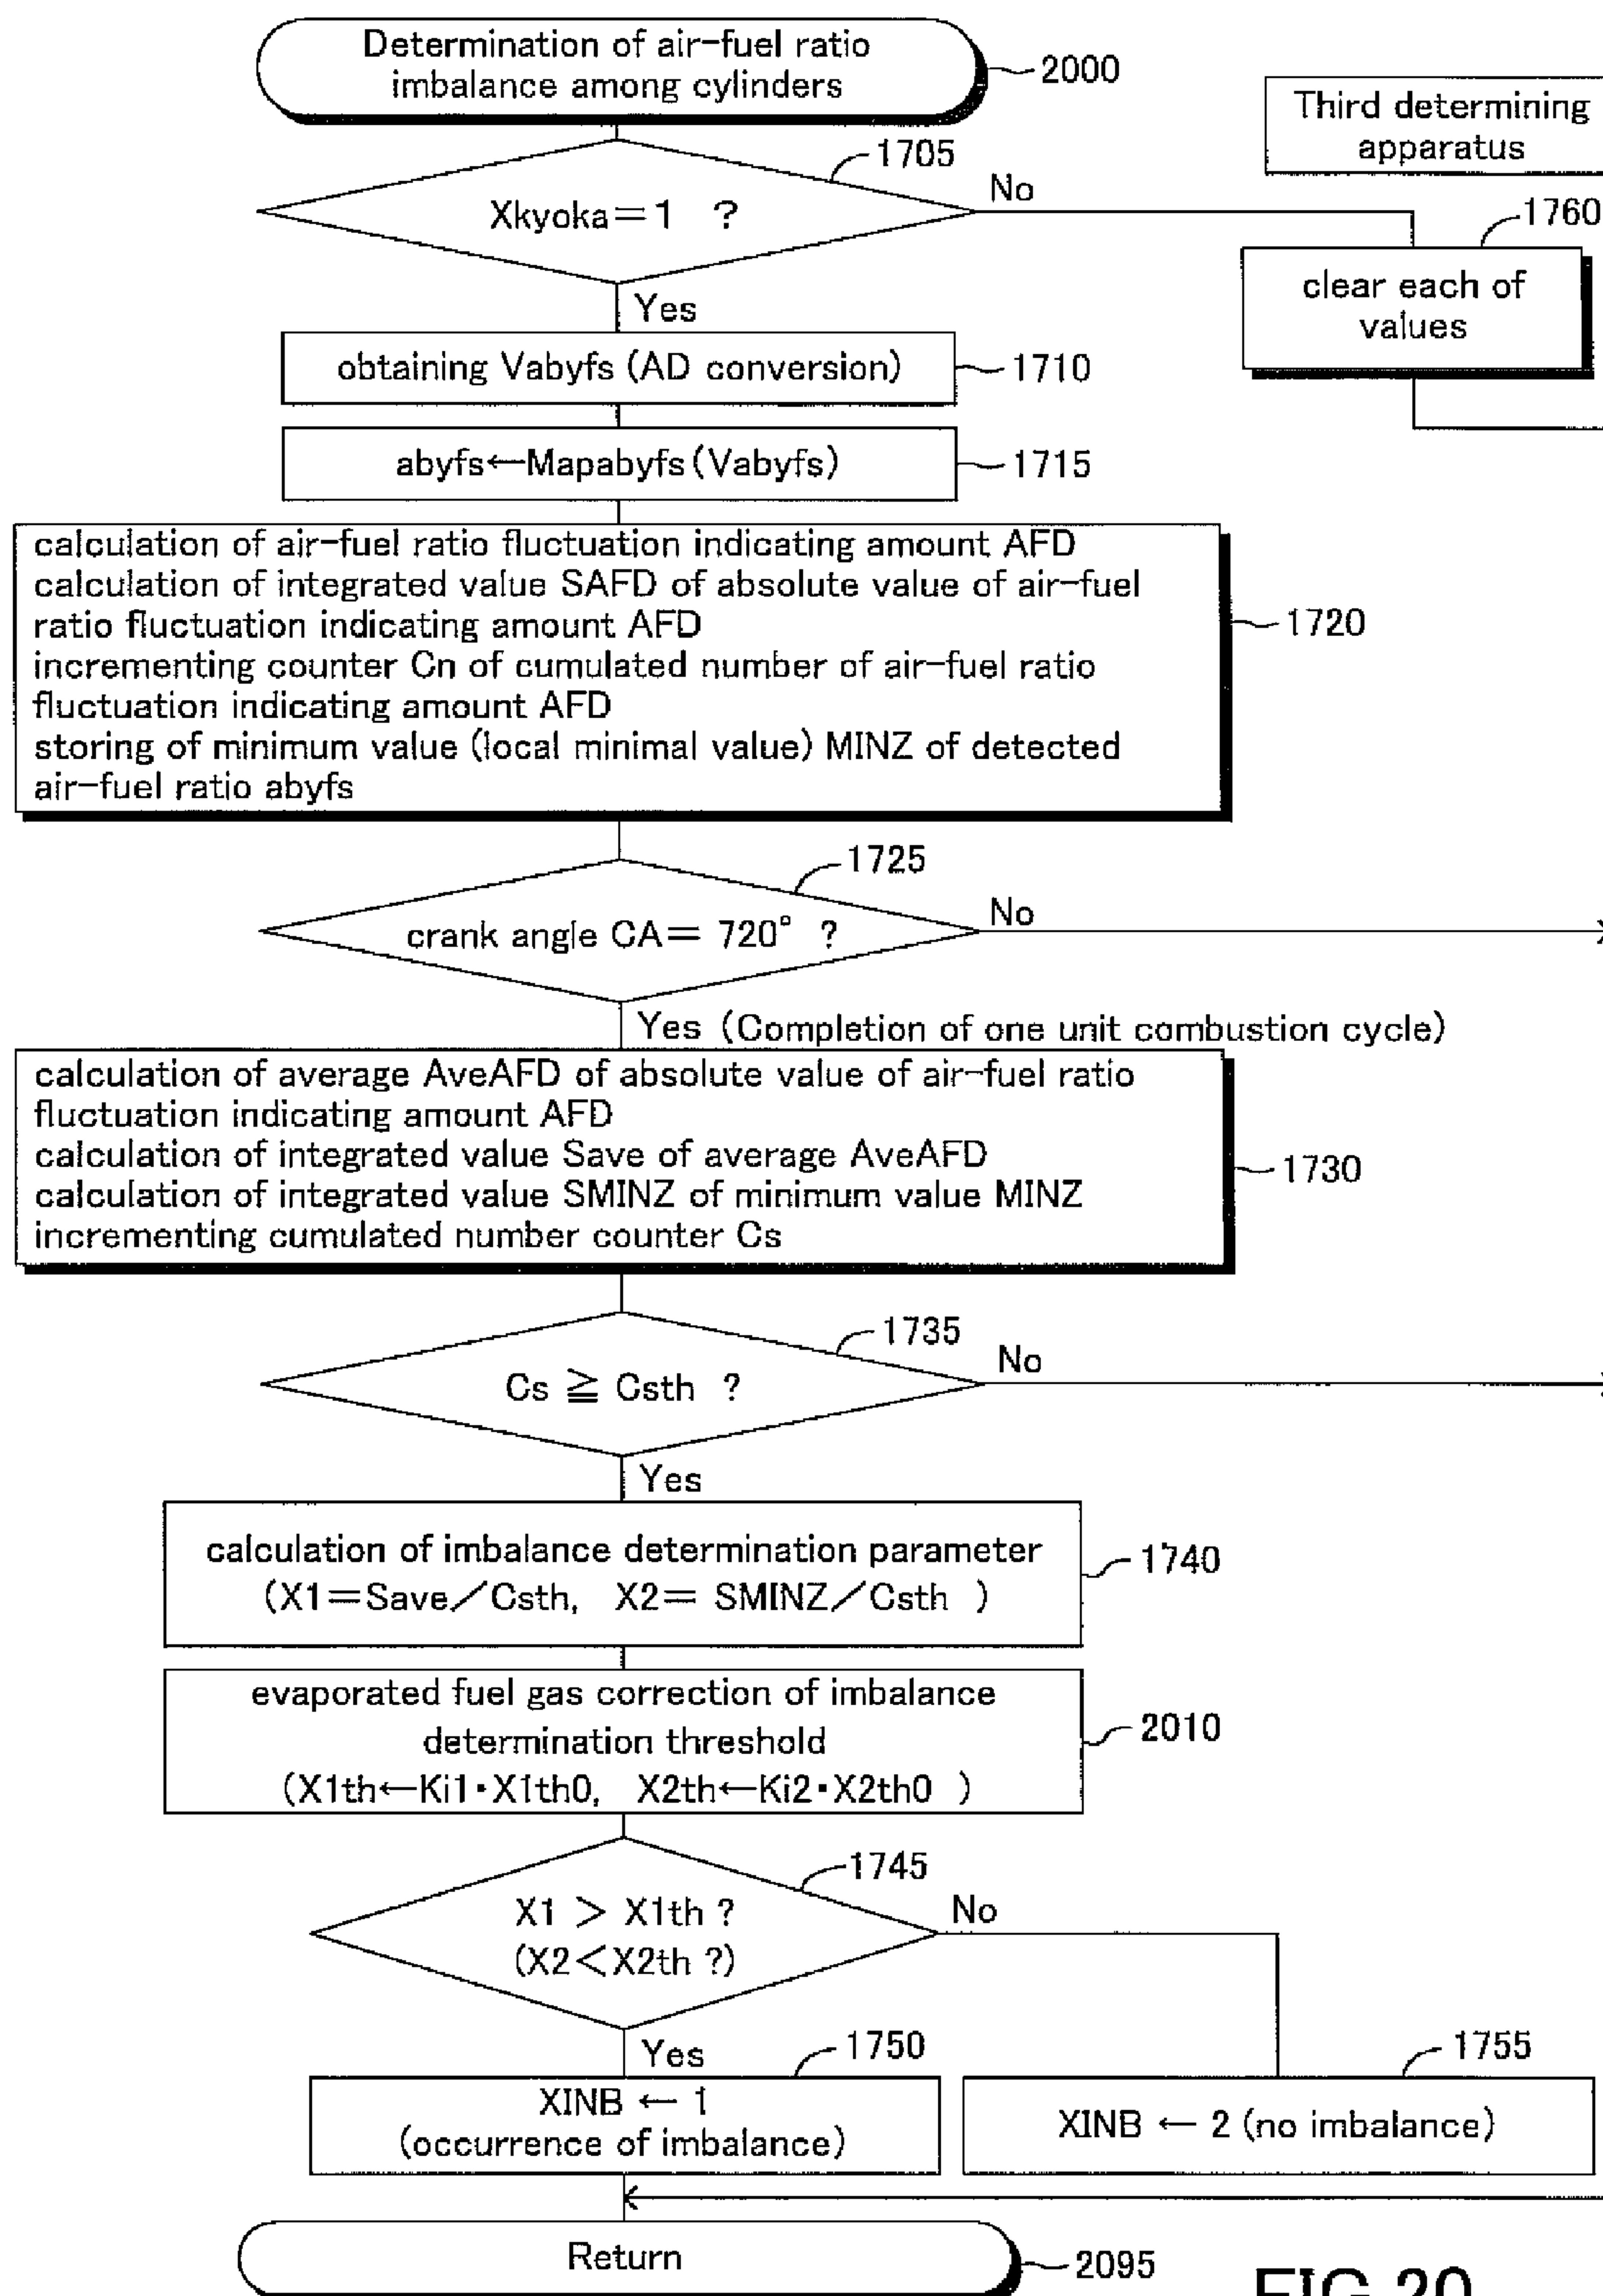 Determination of air-fuel ratio
imbalance among cylinders
2000
Third determining
apparatus
1705
Xkyoka=1 ?
No
1760
clear each of
values
Yes
obtaining Vabyfs (AD conversion)
1710
abyfs←Mapabyfs(Vabyfs)
1715
calculation of air-fuel ratio fluctuation indicating amount AFD
calculation of integrated value SAFD of absolute value of air-fuel
ratio fluctuation indicating amount AFD
incrementing counter Cn of cumulated number of air-fuel ratio
fluctuation indicating amount AFD
storing of minimum value (local minimal value) MINZ of detected
air-fuel ratio abyfs
1720
1725
crank angle CA= 720° ?
No
Yes (Completion of one unit combustion cycle)
calculation of average AveAFD of absolute value of air-fuel ratio
fluctuation indicating amount AFD
calculation of integrated value Save of average AveAFD
calculation of integrated value SMINZ of minimum value MINZ
incrementing cumulated number counter Cs
1730
1735
Cs ≧ Csth ?
No
Yes
calculation of imbalance determination parameter
(X1=Save/Csth, X2= SMINZ/Csth )
1740
evaporated fuel gas correction of imbalance
determination threshold
(X1th←Ki1·X1th0, X2th←Ki2·X2th0 )
2010
1745
X1 > X1th ?
(X2<X2th ?)
No
Yes
1750
XINB ← 1
(occurrence of imbalance)
1755
XINB ← 2 (no imbalance)
Return
2095
FIG.20